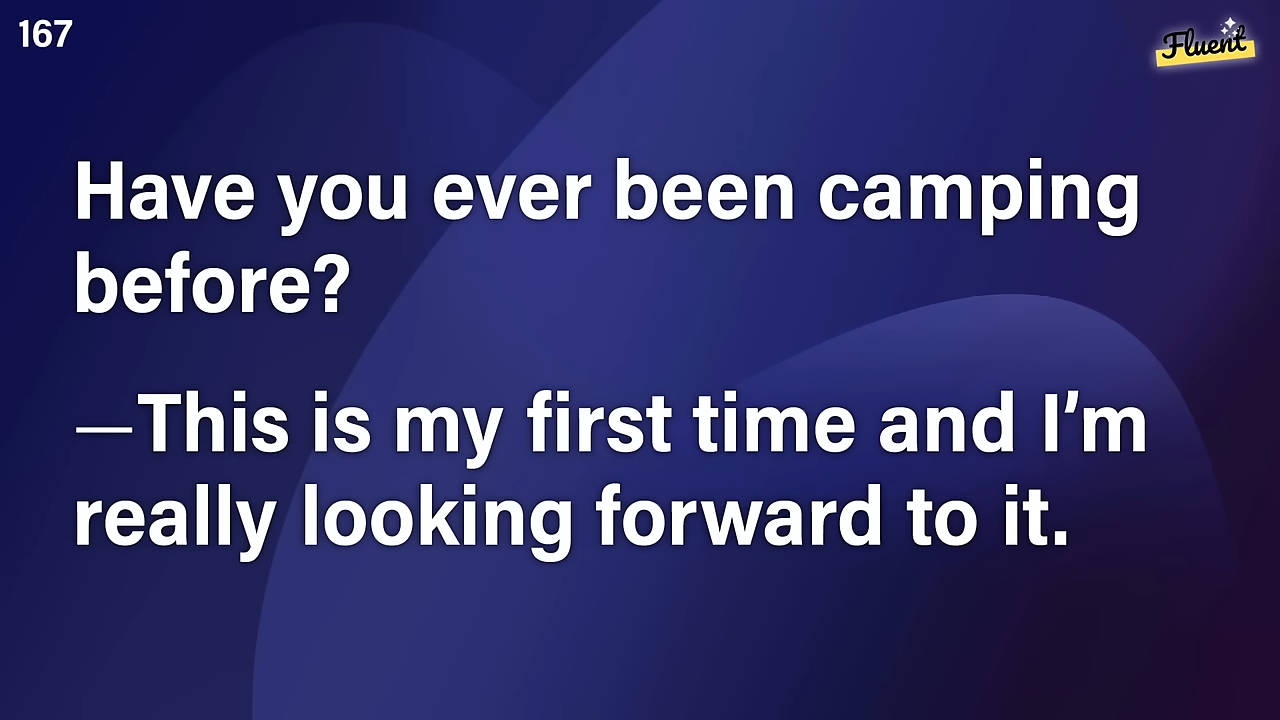 167
Fluent
Have you ever been camping
before?
—This is my first time and I’m
really looking forward to it.